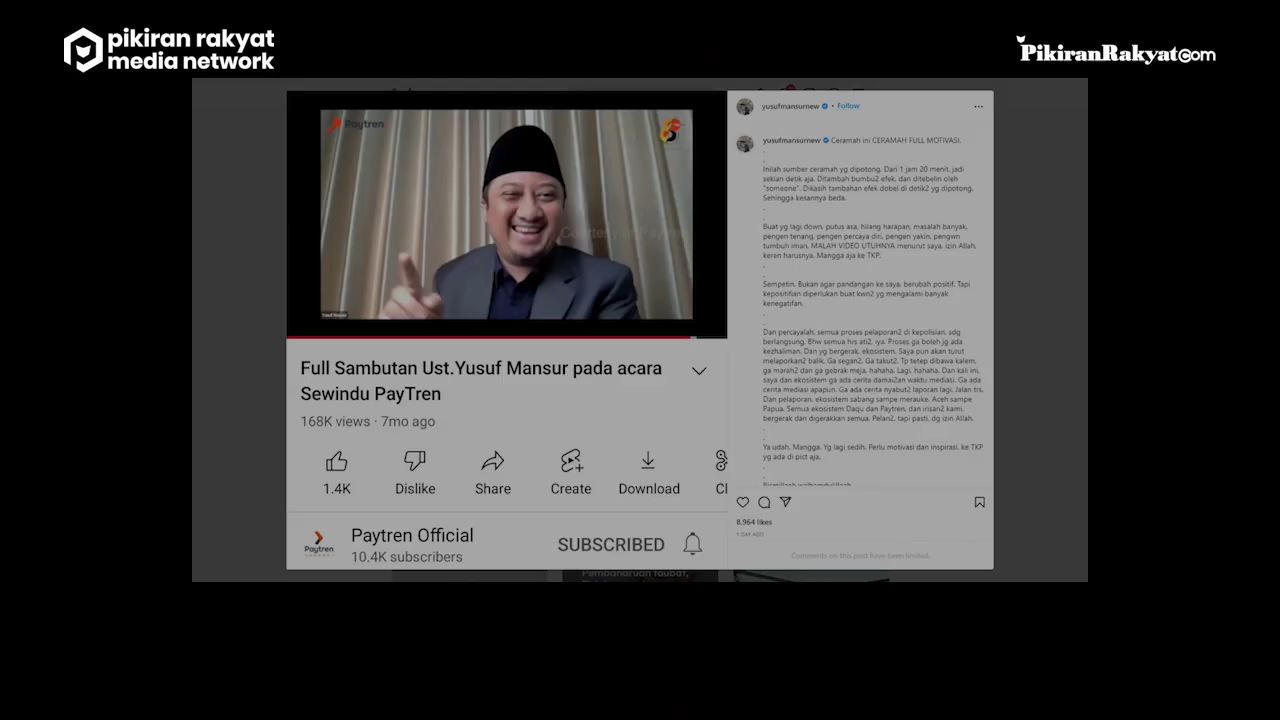 pikiran rakyat
media network
PikiranRakyat.com
Paytren
Courtesy of Paytren
Yusuf Mansur
Full Sambutan Ust.Yusuf Mansur pada acara
Sewindu PayTren
168K views · 7mo ago
1.4K
Dislike
Share
Create
Download
Cl
Paytren
Paytren Official
10.4K subscribers
SUBSCRIBED
yusufmansurnew • Follow
yusufmansurnew Ceramah ini CERAMAH FULL MOTIVASI.
.
.
Inilah sumber ceramah yg dipotong. Dari 1 jam 20 menit, jadi
sekian detik aja. Ditambah bumbu2 efek, dan ditebelin oleh
"someone". Dikasih tambahan efek dobel di detik2 yg dipotong.
Sehingga kesannya beda.
.
.
Buat yg lagi down, putus asa, hilang harapan, masalah banyak,
pengen tenang, pengen percaya diri, pengen yakin, pengwn
tumbuh iman, MALAH VIDEO UTUHNYA menurut saya, izin Allah,
keren harusnya. Mangga aja ke TKP.
.
.
Sempetin. Bukan agar pandangan ke saya, berubah positif. Tapi
kepositifian diperlukan buat kwn2 yg mengalami banyak
kenegatifan.
.
.
Dan percayalah, semua proses pelaporan2 di kepolisian, sdg
berlangsung. Bhw semua hrs ati2, iya. Proses ga boleh jg ada
kezhaliman. Dan yg bergerak, ekosistem. Saya pun akan turut
melaporkan2 balik. Ga segan2. Ga takut2. Tp tetep dibawa kalem,
ga marah2 dan ga gebrak meja, hahaha. Lagi, hahaha. Dan kali ini,
saya dan ekosistem ga ada cerita damai2an waktu mediasi. Ga ada
cerita mediasi apapun. Ga ada cerita nyabut2 laporan lagi. Jalan trs.
Dan pelaporan, ekosistem sabang sampe merauke. Aceh sampe
Papua. Semua ekosistem Daqu dan Paytren, dan irisan2 kami,
bergerak dan digerakkan semua. Pelan2, tapi pasti, dg izin Allah.
.
.
Ya udah. Mangga. Yg lagi sedih. Perlu motivasi dan inspirasi. ke TKP
yg ada di pict aja.
.
.
8,964 likes
1 DAY AGO
Comments on this post have been limited.
Pembaharuan taubat,